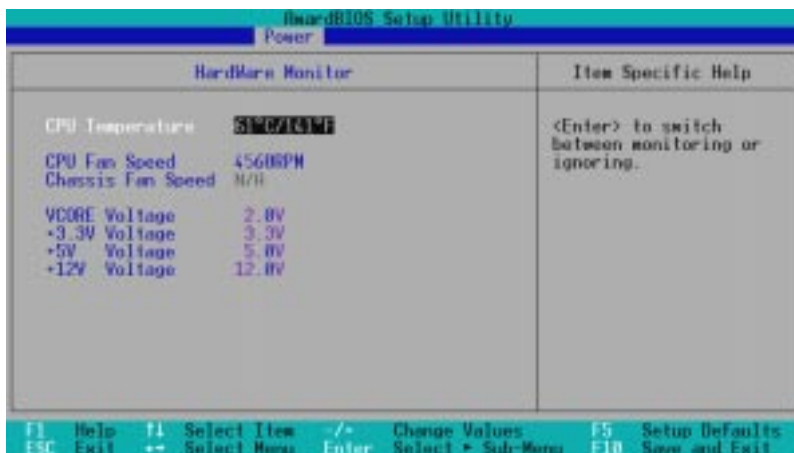 AwardBIOS Setup Utility
Power
HardWare Monitor
Item Specific Help
CPU Temperature 61°C/141°F
<Enter> to switch
between monitoring or
ignoring.
CPU Fan Speed 4560RPM
Chassis Fan Speed N/A
VCORE Voltage 2.0V
+3.3V Voltage 3.3V
+5V Voltage 5.0V
+12V Voltage 12.0V
F1 Help ↑↓ Select Item -/+ Change Values F5 Setup Defaults
ESC Exit ←→ Select Menu Enter Select ► Sub-Menu F10 Save and Exit